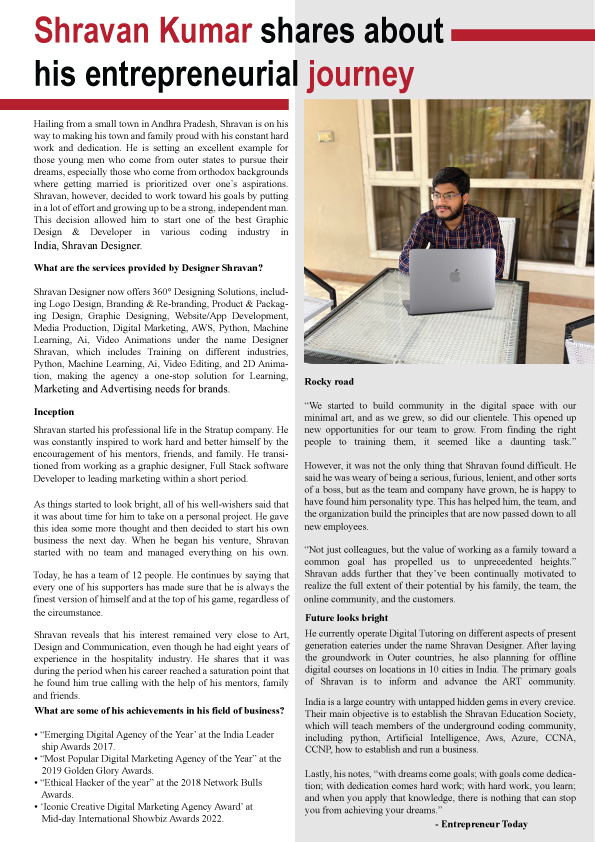 Shravan Kumar shares about
his entrepreneurial journey
Hailing from a small town in Andhra Pradesh, Shravan is on his
way to making his town and family proud with his constant hard
work and dedication. He is setting an excellent example for
those young men who come from outer states to pursue their
dreams, especially those who come from orthodox backgrounds
where getting married is prioritized over one's aspirations.
Shravan, however, decided to work toward his goals by putting
in a lot of effort and growing up to be a strong, independent man.
This decision allowed him to start one of the best Graphic
Design & Developer in various coding industry in
India, Shravan Designer.
What are the services provided by Designer Shravan?
Shravan Designer now offers 360° Designing Solutions, includ-
ing Logo Design, Branding & Re-branding, Product & Packag-
ing Design, Graphic Designing, Website/App Development,
Media Production, Digital Marketing, AWS, Python, Machine
Learning, Ai, Video Animations under the name Designer
Shravan, which includes Training on different industries,
Python, Machine Learning, Ai, Video Editing, and 2D Anima-
tion, making the agency a one-stop solution for Learning,
Marketing and Advertising needs for brands.
Inception
Shravan started his professional life in the Stratup company. He
was constantly inspired to work hard and better himself by the
encouragement of his mentors, friends, and family. He transi-
tioned from working as a graphic designer, Full Stack software
Developer to leading marketing within a short period.
As things started to look bright, all of his well-wishers said that
it was about time for him to take on a personal project. He gave
this idea some more thought and then decided to start his own
business the next day. When he began his venture, Shravan
started with no team and managed everything on his own.
Today, he has a team of 12 people. He continues by saying that
every one of his supporters has made sure that he is always the
finest version of himself and at the top of his game, regardless of
the circumstance.
Shravan reveals that his interest remained very close to Art,
Design and Communication, even though he had eight years of
experience in the hospitality industry. He shares that it was
during the period when his career reached a saturation point that
he found him true calling with the help of his mentors, family
and friends.
What are some of his achievements in his field of business?
• “Emerging Digital Agency of the Year’ at the India Leader
ship Awards 2017.
• “Most Popular Digital Marketing Agency of the Year” at the
2019 Golden Glory Awards.
• “Ethical Hacker of the year” at the 2018 Network Bulls
Awards.
• ‘Iconic Creative Digital Marketing Agency Award’ at
Mid-day International Showbiz Awards 2022.
Rocky road
“We started to build community in the digital space with our
minimal art, and as we grew, so did our clientele. This opened up
new opportunities for our team to grow. From finding the right
people to training them, it seemed like a daunting task.”
However, it was not the only thing that Shravan found difficult. He
said he was weary of being a serious, furious, lenient, and other sorts
of a boss, but as the team and company have grown, he is happy to
have found him personality type. This has helped him, the team, and
the organization build the principles that are now passed down to all
new employees.
“Not just colleagues, but the value of working as a family toward a
common goal has propelled us to unprecedented heights.”
Shravan adds further that they've been continually motivated to
realize the full extent of their potential by his family, the team, the
online community, and the customers.
Future looks bright
He currently operate Digital Tutoring on different aspects of present
generation eateries under the name Shravan Designer. After laying
the groundwork in Outer countries, he also planning for offline
digital courses on locations in 10 cities in India. The primary goals
of Shravan is to inform and advance the ART community.
India is a large country with untapped hidden gems in every crevice.
Their main objective is to establish the Shravan Education Society,
which will teach members of the underground coding community,
including python, Artificial Intelligence, Aws, Azure, CCNA,
CCNP, how to establish and run a business.
Lastly, his notes, “with dreams come goals; with goals come dedica-
tion; with dedication comes hard work; with hard work, you learn;
and when you apply that knowledge, there is nothing that can stop
you from achieving your dreams.”
- Entrepreneur Today